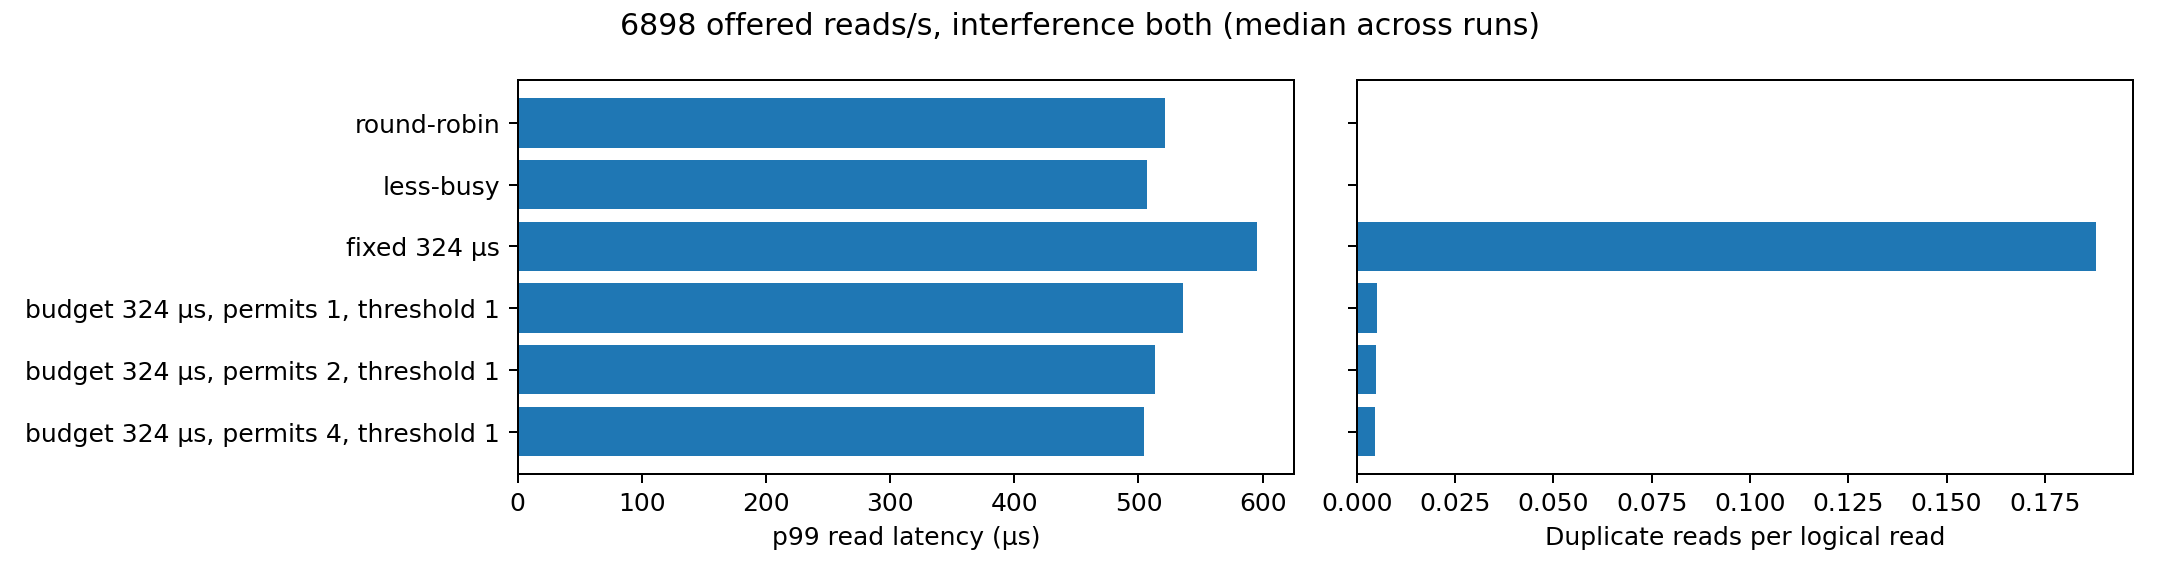 6898 offered reads/s, interference both (median across runs)
round-robin
less-busy
fixed 324 µs
budget 324 µs, permits 1, threshold 1
budget 324 µs, permits 2, threshold 1
budget 324 µs, permits 4, threshold 1
0 100 200 300 400 500 600
p99 read latency (µs)
0.000 0.025 0.050 0.075 0.100 0.125 0.150 0.175
Duplicate reads per logical read